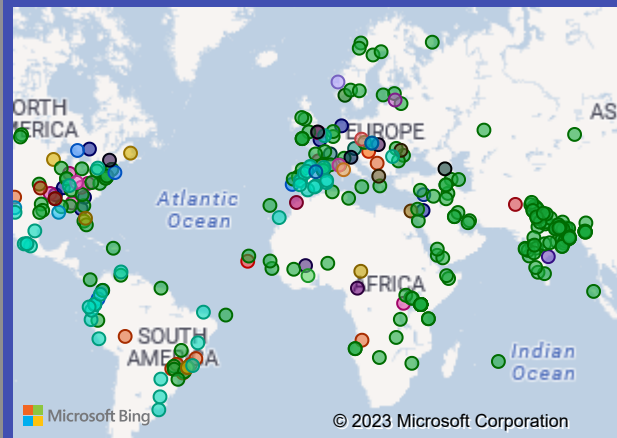 ORTH
ERICA
EUROPE
AS
Atlantic
Ocean
AFRICA
SOUTH
AMERICA
Indian
Ocean
Microsoft Bing
© 2023 Microsoft Corporation